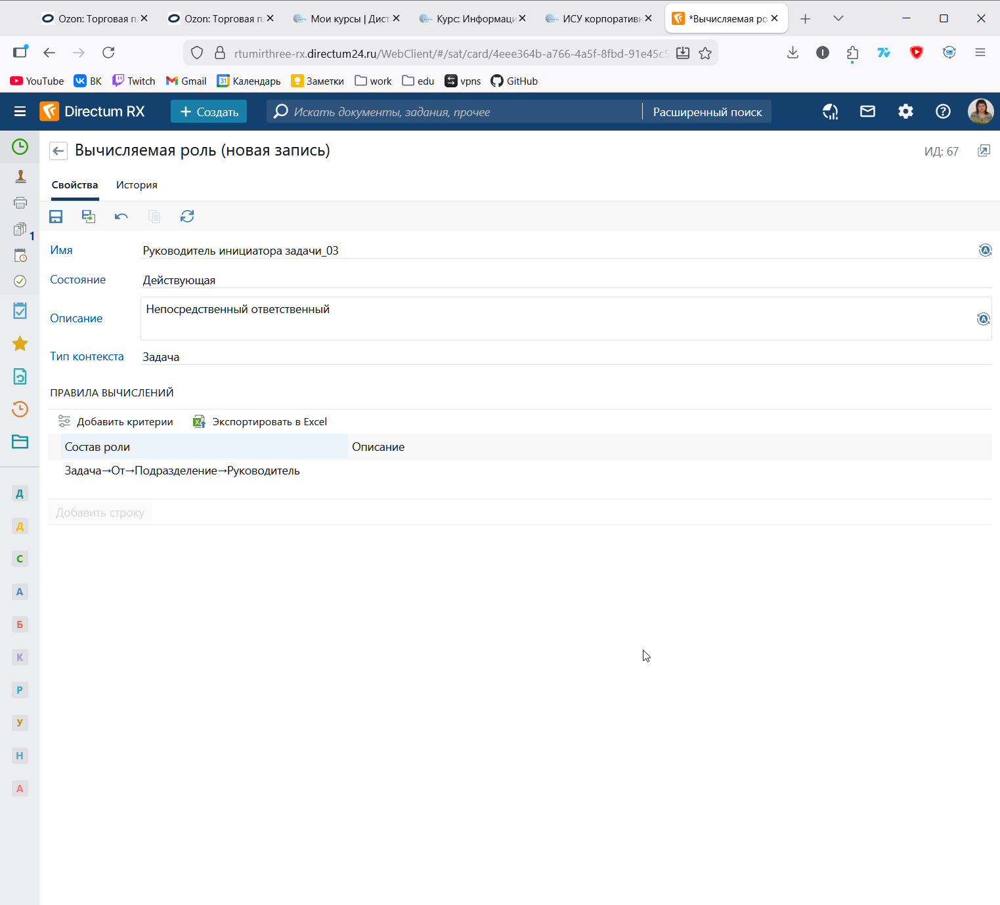 Ozon: Торговая пл
Ozon: Торговая пл
Мои курсы | Дист
Курс: Информаци
ИСУ корпоративн
*Вычисляемая ро
rtumirthree-rx.directum24.ru/WebClient/#/sat/card/4eee364b-a766-4a5f-8fbd-91e45c5
YouTube
ВК
Twitch
Gmail
31 Календарь
Заметки
work
edu
vpns
GitHub
Directum RX
+ Создать
Искать документы, задания, прочее
Расширенный поиск
Вычисляемая роль (новая запись)
ИД: 67
Свойства
История
1
Имя
Руководитель инициатора задачи_03
Состояние
Действующая
Описание
Непосредственный ответственный
Тип контекста
Задача
ПРАВИЛА ВЫЧИСЛЕНИЙ
Добавить критерии
Экспортировать в Excel
Состав роли
Описание
Задача→От→Подразделение→Руководитель
Добавить строку
Д
Д
С
А
Б
К
Р
У
Н
А